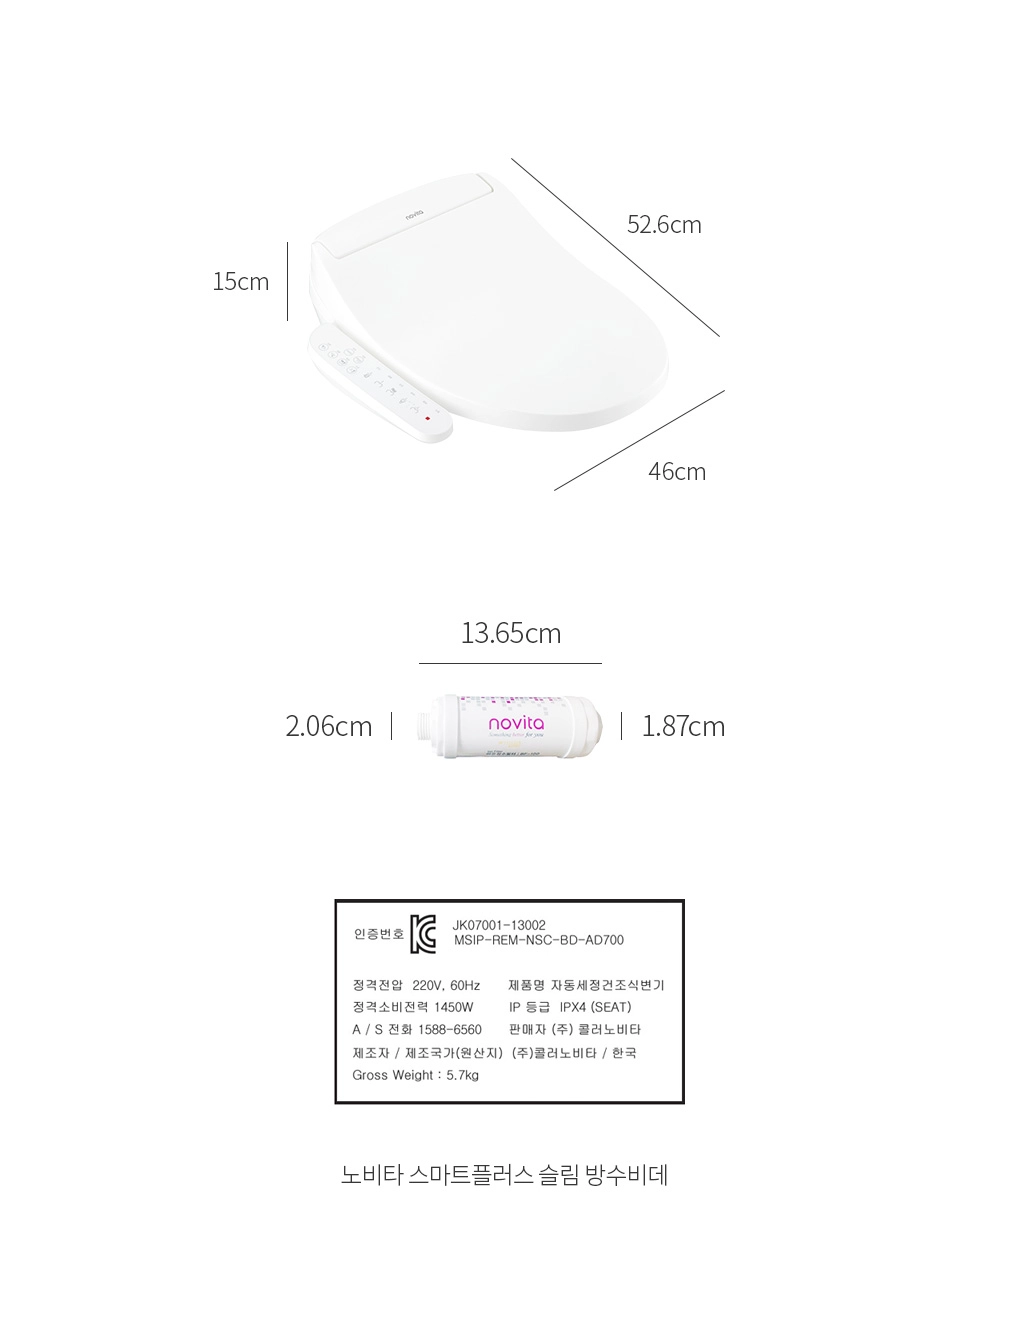 novita
52.6cm
15cm
46cm
13.65cm
2.06cm
novita
Something better for you
1.87cm
인증번호
JK07001-13002
MSIP-REM-NSC-BD-AD700
정격전압 220V, 60Hz 제품명 자동세정건조식변기
정격소비전력 1450W IP 등급 IPX4 (SEAT)
A / S 전화 1588-6560 판매자 (주) 콜러노비타
제조자 / 제조국가(원산지) (주)콜러노비타 / 한국
Gross Weight : 5.7kg
노비타 스마트플러스 슬림 방수비데